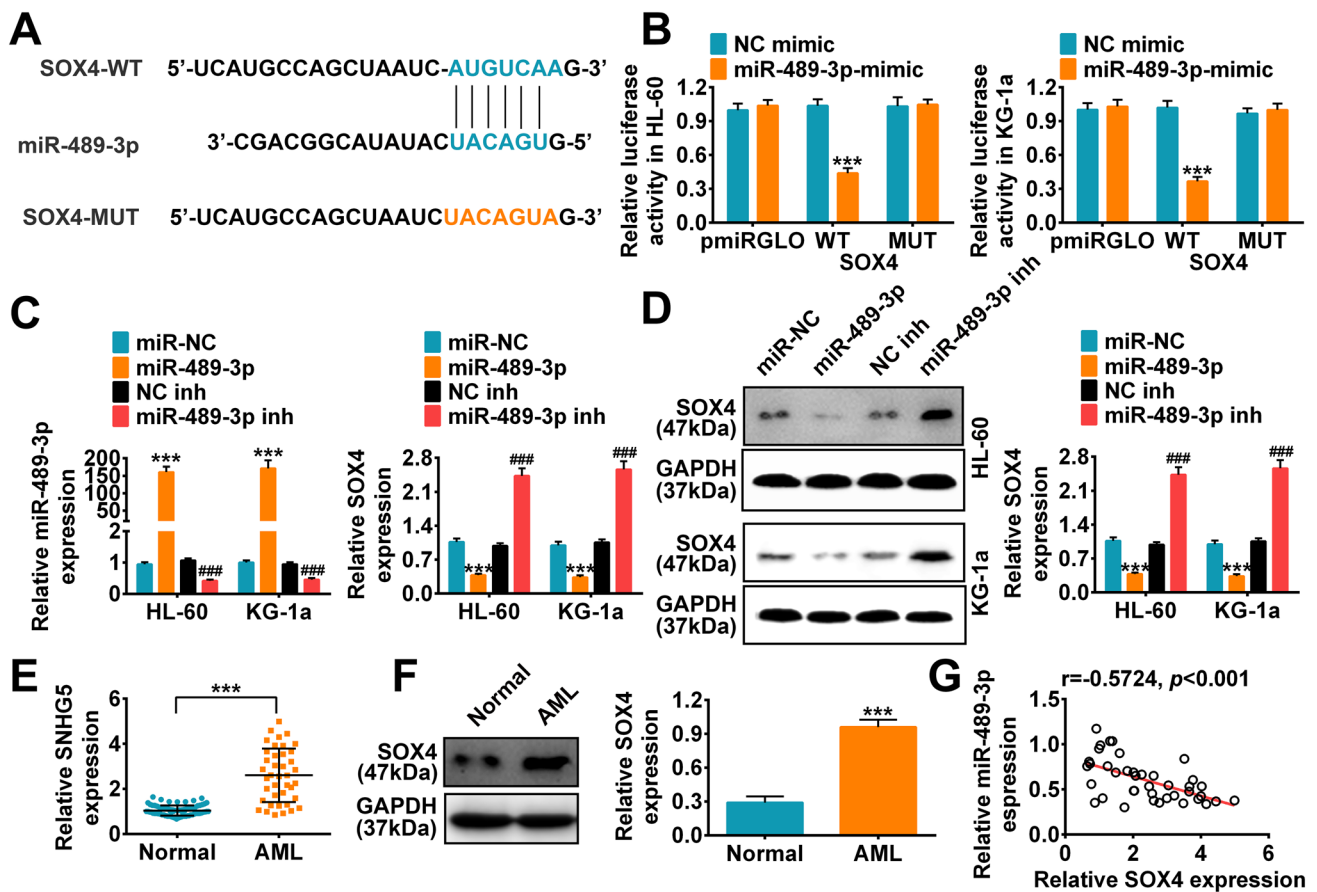 A
SOX4-WT 5'-UCAUGCCAGCUAAUC-AUGUCAAG-3'
miR-489-3p 3'-CGACGGCAUAUACUACAGUG-5'
SOX4-MUT 5'-UCAUGCCAGCUAAUCUACAGUAG-3'
B
NC mimic
miR-489-3p-mimic
Relative luciferase
activity in HL-60
1.2
0.9
0.6
0.3
0.0
***
pmiRGLO WT MUT
SOX4
NC mimic
miR-489-3p-mimic
Relative luciferase
activity in KG-1a
1.2
0.9
0.6
0.3
0.0
***
pmiRGLO WT MUT
SOX4
C
miR-NC
miR-489-3p
NC inh
miR-489-3p inh
Relative miR-489-3p
expression
200
150
100
50
2
1
0
*** ***
### ###
HL-60 KG-1a
miR-NC
miR-489-3p
NC inh
miR-489-3p inh
Relative SOX4
expression
2.8
2.1
1.4
0.7
0.0
### ###
*** ***
HL-60 KG-1a
D
miR-NC miR-489-3p NC inh miR-489-3p inh
SOX4
(47kDa)
GAPDH
(37kDa)
HL-60
SOX4
(47kDa)
GAPDH
(37kDa)
KG-1a
miR-NC
miR-489-3p
NC inh
miR-489-3p inh
Relative SOX4
expression
2.8
2.1
1.4
0.7
0.0
### ###
*** ***
HL-60 KG-1a
E
Relative SNHG5
expression
6
4
2
0
***
Normal AML
F
Normal AML
SOX4
(47kDa)
GAPDH
(37kDa)
Relative SOX4
expression
1.2
0.9
0.6
0.3
0.0
***
Normal AML
G
r=-0.5724, p<0.001
Relative miR-489-3p
espression
1.5
1.0
0.5
0.0
0 2 4 6
Relative SOX4 expression